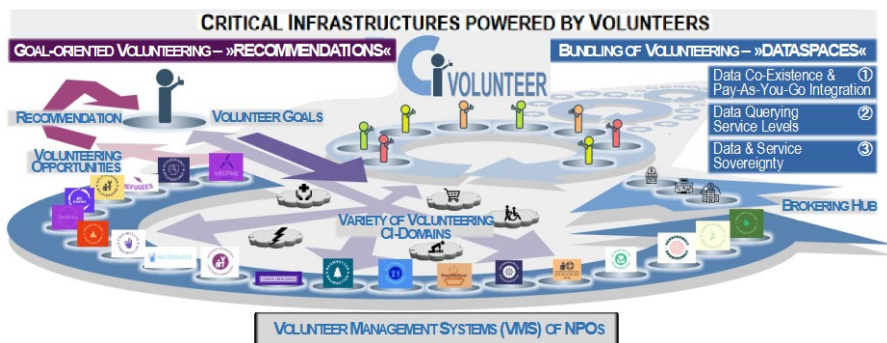 CRITICAL INFRASTRUCTURES POWERED BY VOLUNTEERS
GOAL-ORIENTED VOLUNTEERING – »RECOMMENDATIONS«
BUNDLING OF VOLUNTEERING – »DATASPACES«
Ci VOLUNTEER
Data Co-Existence & ①
Pay-As-You-Go Integration
Data Querying ②
Service Levels
Data & Service ③
Sovereignty
RECOMMENDATION
VOLUNTEER GOALS
VOLUNTEERING
OPPORTUNITIES
REFUGEES
VARIETY OF VOLUNTEERING
CI-DOMAINS
BROKERING HUB
VOLUNTEER MANAGEMENT SYSTEMS (VMS) OF NPOS